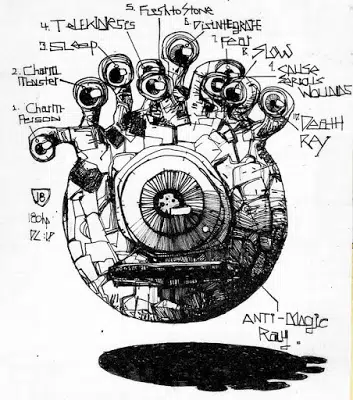 1. Charm
Person
2. Charm
Monster
3. Sleep
4. Telekinesis
5. Flesh to Stone
6. Disintegrate
7. Fear
8. Slow
9. Cause
Serious
Wounds
10. Death
Ray
18
Anti-Magic
Ray.